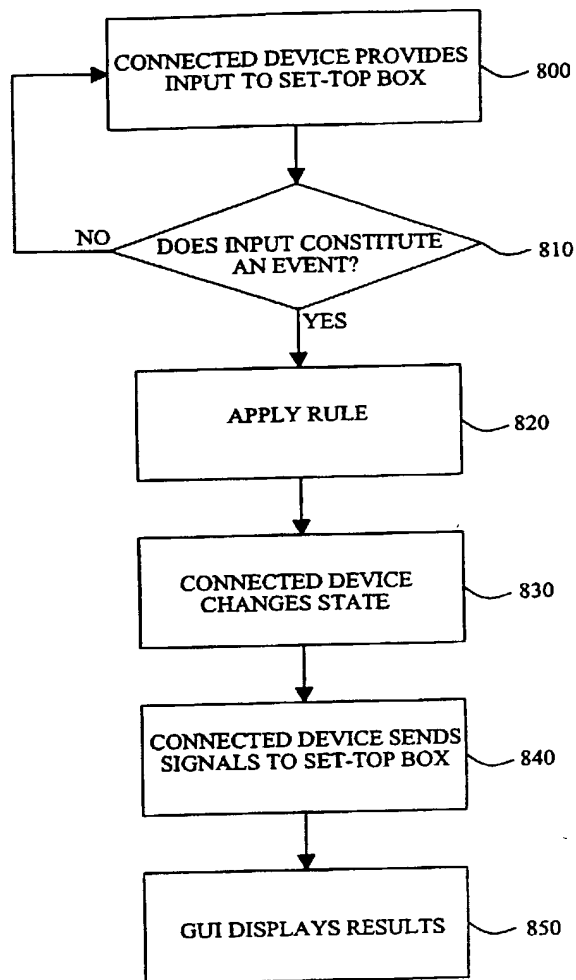 CONNECTED DEVICE PROVIDES
INPUT TO SET-TOP BOX
800
DOES INPUT CONSTITUTE
AN EVENT?
810
NO
YES
APPLY RULE
820
CONNECTED DEVICE
CHANGES STATE
830
CONNECTED DEVICE SENDS
SIGNALS TO SET-TOP BOX
840
GUI DISPLAYS RESULTS
850